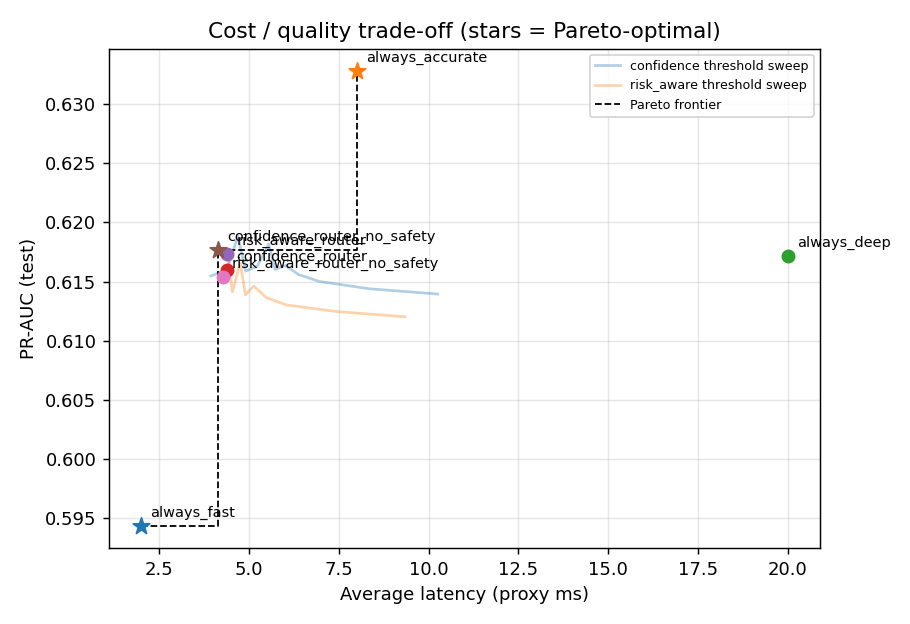 Cost / quality trade-off (stars = Pareto-optimal)
always_accurate
confidence threshold sweep
risk_aware threshold sweep
Pareto frontier
0.630
0.625
0.620
0.615
0.610
0.605
0.600
0.595
PR-AUC (test)
confidence_router_no_safety
risk_aware_router
confidence_router
risk_aware_router_no_safety
always_deep
always_fast
2.5 5.0 7.5 10.0 12.5 15.0 17.5 20.0
Average latency (proxy ms)